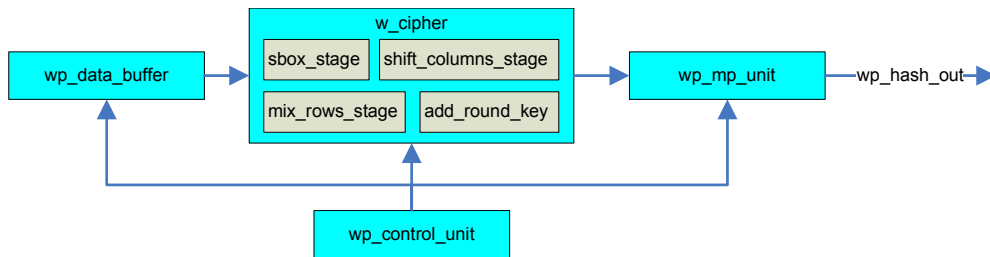 w_cipher
wp_data_buffer
sbox_stage
shift_columns_stage
mix_rows_stage
add_round_key
wp_mp_unit
wp_hash_out
wp_control_unit